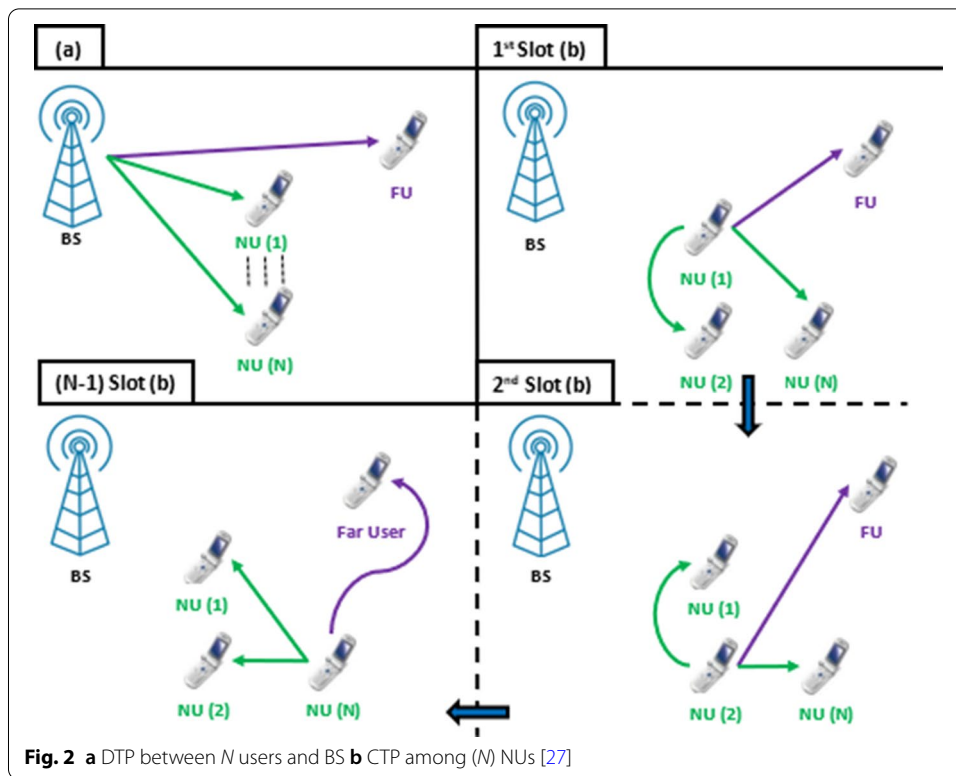 (a)
BS
FU
NU (1)
NU (N)
1st Slot (b)
BS
FU
NU (1)
NU (2)
NU (N)
(N-1) Slot (b)
BS
Far User
NU (1)
NU (2)
NU (N)
2nd Slot (b)
BS
FU
NU (1)
NU (2)
NU (N)
Fig. 2 a DTP between N users and BS b CTP among (N) NUs [27]